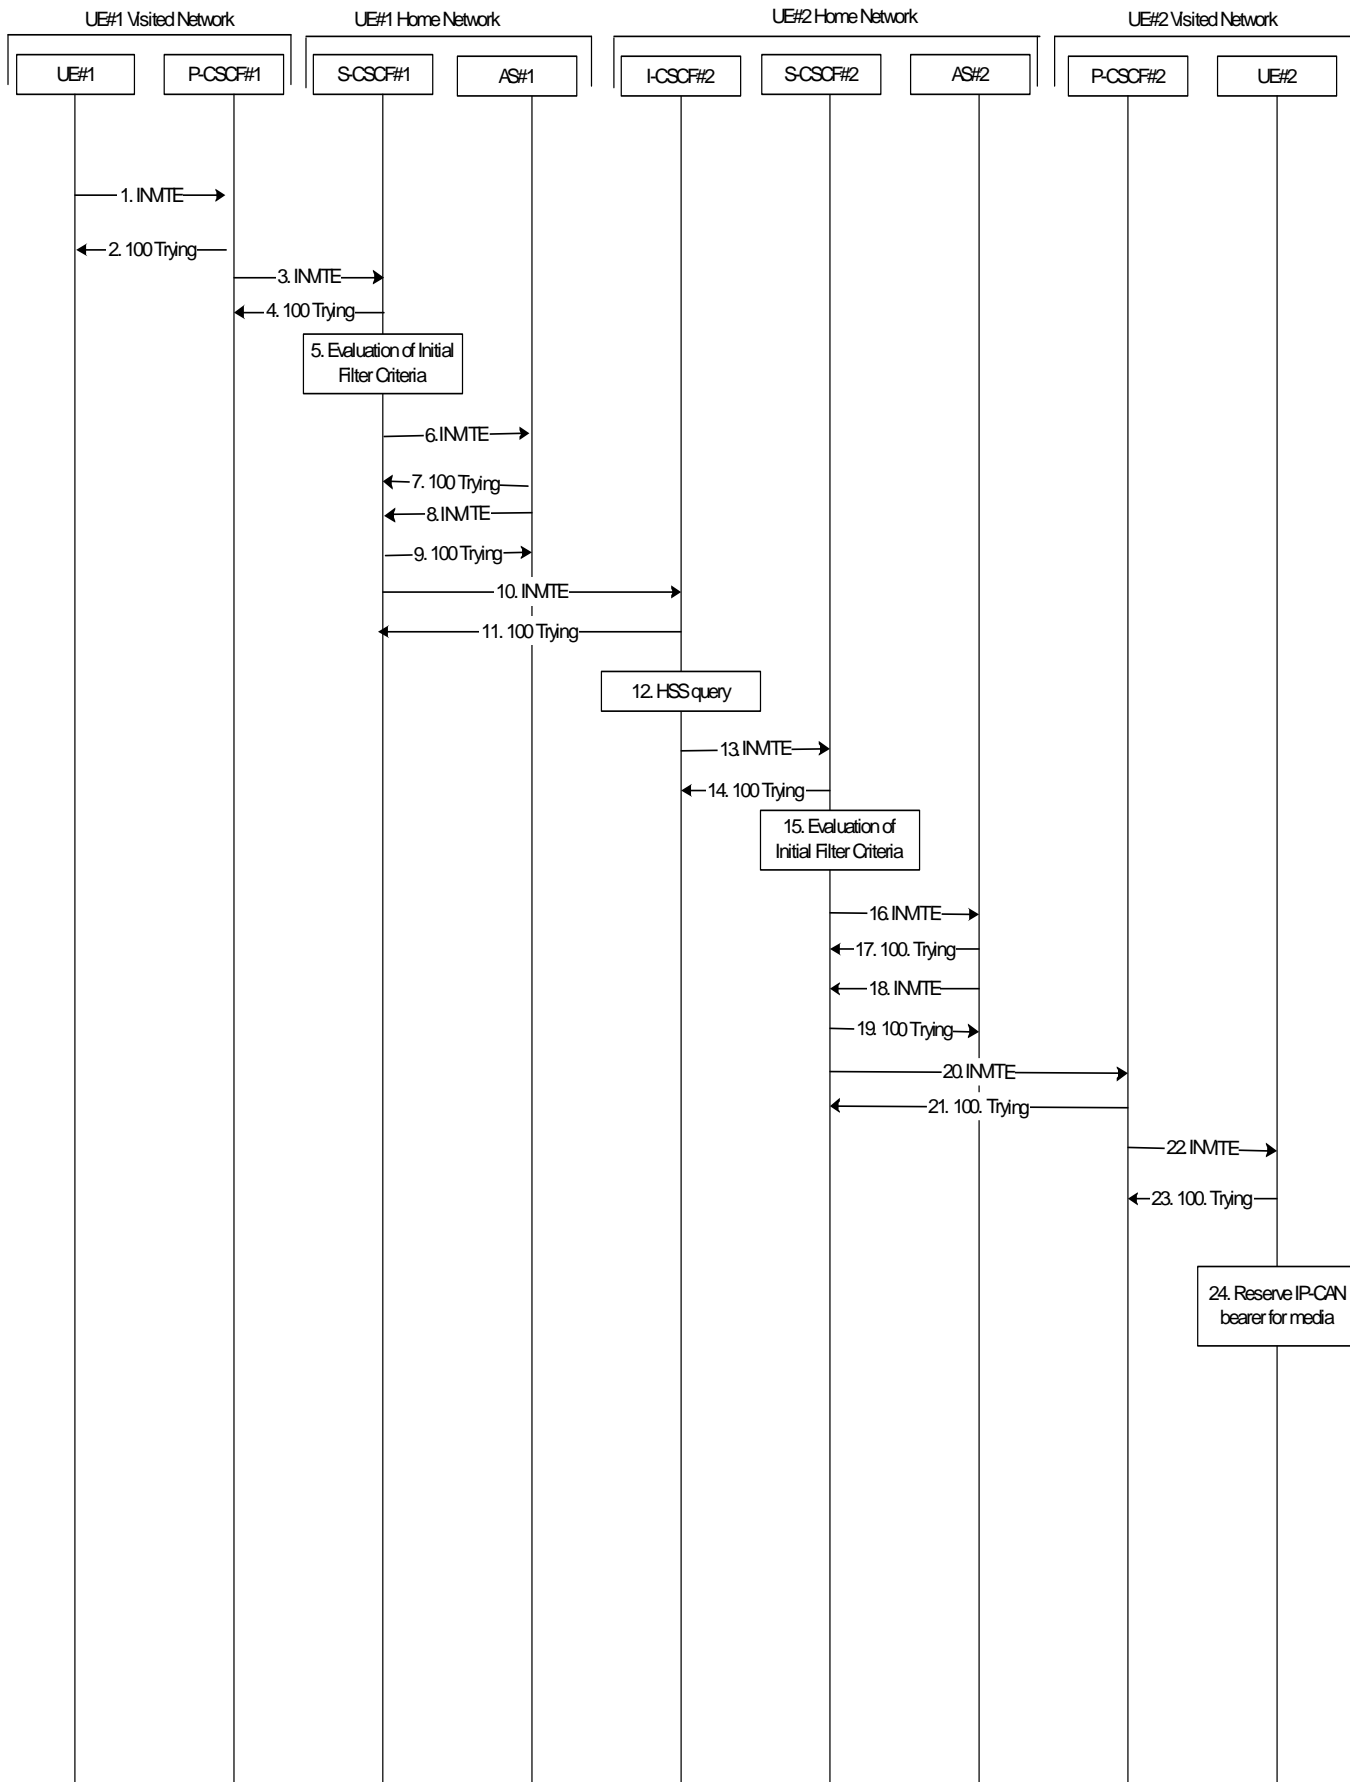 UE#1 Visited Network
UE#1 Home Network
UE#2 Home Network
UE#2 Visited Network
UE#1
P-CSCF#1
S-CSCF#1
AS#1
I-CSCF#2
S-CSCF#2
AS#2
P-CSCF#2
UE#2
1. INVITE
2. 100 Trying
3. INVITE
4. 100 Trying
5. Evaluation of Initial
Filter Criteria
6. INVITE
7. 100 Trying
8. INVITE
9. 100 Trying
10. INVITE
11. 100 Trying
12. HSS query
13. INVITE
14. 100 Trying
15. Evaluation of
Initial Filter Criteria
16. INVITE
17. 100. Trying
18. INVITE
19. 100 Trying
20. INVITE
21. 100. Trying
22. INVITE
23. 100. Trying
24. Reserve IP-CAN
bearer for media